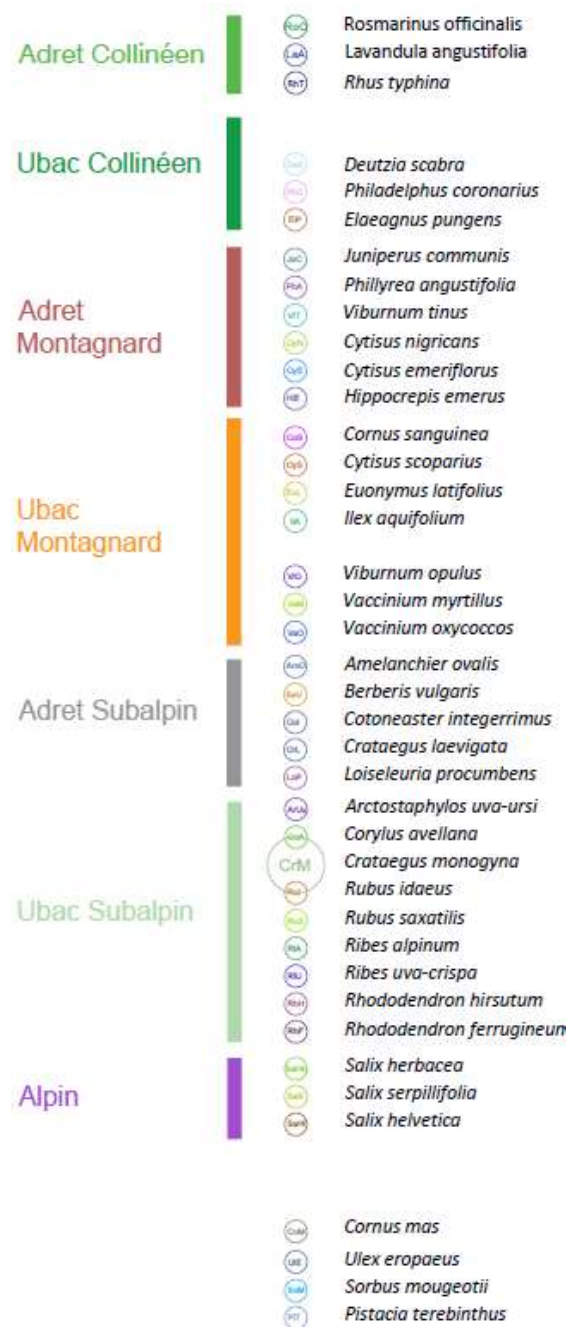 Adret Collinéen
Rosmarinus officinalis
Lavandula angustifolia
RhT Rhus typhina
Ubac Collinéen
Deutzia scabra
Philadelphus coronarius
Elaeagnus pungens
Adret
Montagnard
Juniperus communis
Phillyrea angustifolia
Viburnum tinus
Cytisus nigricans
Cytisus emeriflorus
Hippocrepis emerus
Ubac
Montagnard
Cornus sanguinea
CyS Cytisus scoparius
Euonymus latifolius
Ilex aquifolium
Viburnum opulus
Vaccinium myrtillus
Vaccinium oxycoccos
Adret Subalpin
Amelanchier ovalis
Berberis vulgaris
Cotoneaster integerrimus
Crataegus laevigata
Loiseleuria procumbens
Ubac Subalpin
Arctostaphylos uva-ursi
Corylus avellana
CrM Crataegus monogyna
Rubus idaeus
Rubus saxatilis
Ribes alpinum
Ribes uva-crispa
Rhododendron hirsutum
RhF Rhododendron ferrugineum
Alpin
Salix herbacea
Salix serpillifolia
Salix helvetica
Cornus mas
Ulex eropaeus
Sorbus mougeotii
Pistacia terebinthus